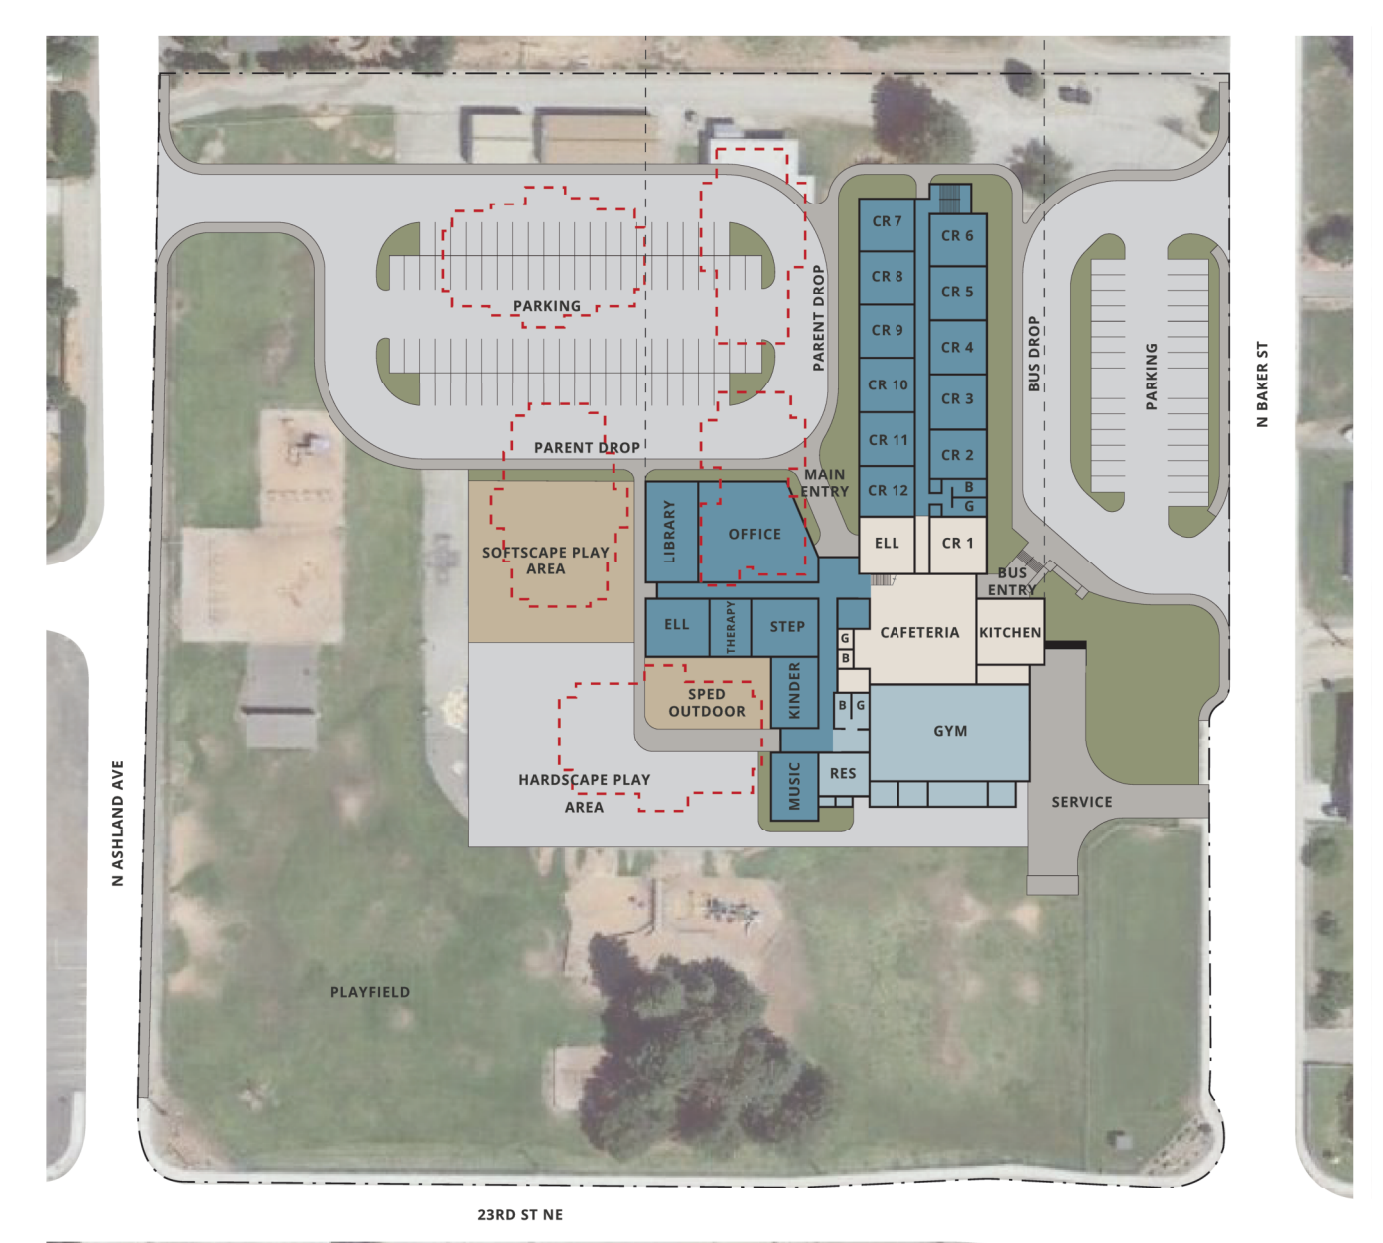 CR 7
CR 6
CR 8
CR 5
PARKING
PARENT DROP
CR 9
CR 4
BUS DROP
PARKING
N BAKER ST
CR 10
CR 3
PARENT DROP
CR 11
CR 2
MAIN
ENTRY
CR 12
B
G
LIBRARY
OFFICE
ELL
CR 1
SOFTSCAPE PLAY
AREA
BUS
ENTRY
ELL
THERAPY
STEP
G
B
CAFETERIA
KITCHEN
SPED
OUTDOOR
KINDER
B
G
GYM
HARDSCAPE PLAY
AREA
MUSIC
RES
SERVICE
N ASHLAND AVE
PLAYFIELD
23RD ST NE